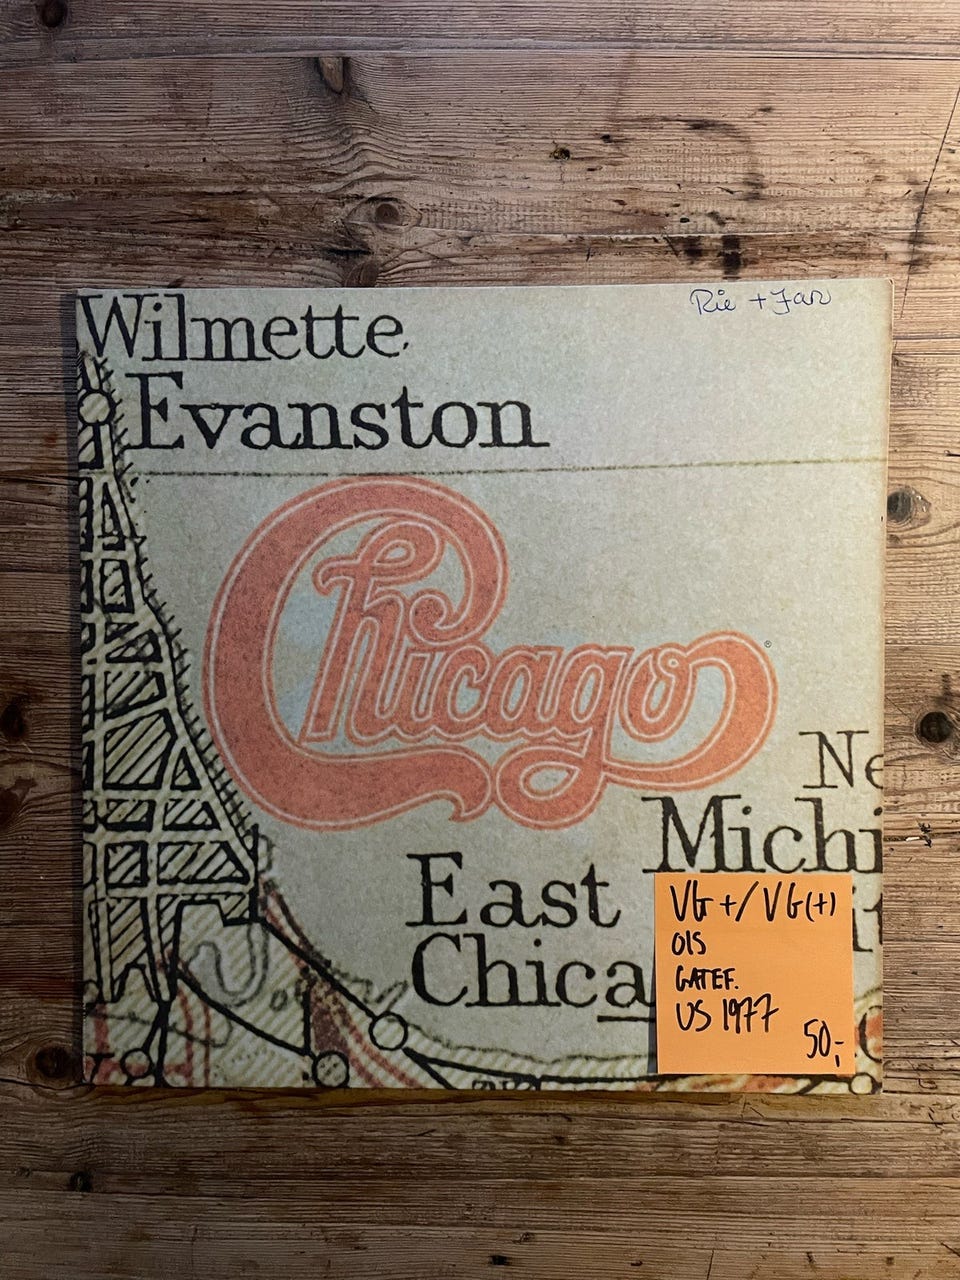 Wilmette
Rie + Jan
Evanston
Chicago®
Ne
Michi
East
Chica
VG+/VG(+)
OIS
GATEF.
US 1977
50,-